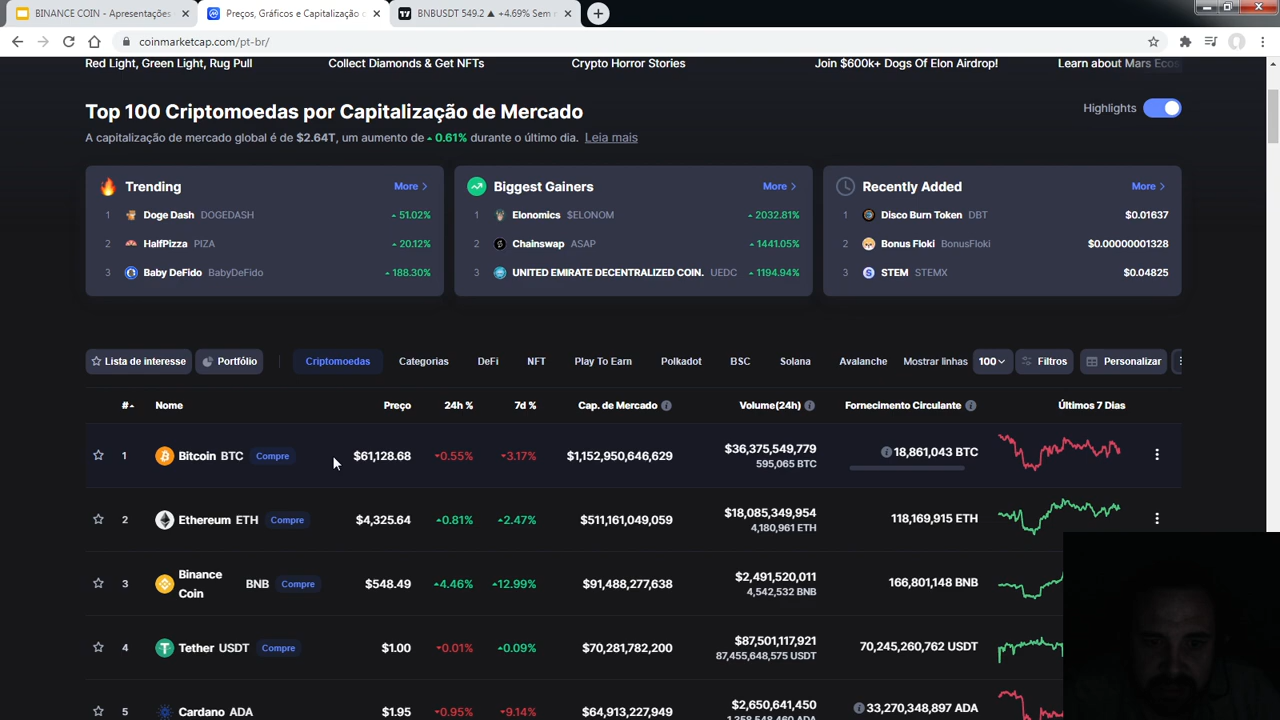 BINANCE COIN - Apresentações
Preços, Gráficos e Capitalização
BNBUSDT 549.2 ▲ +4.69% Sem
coinmarketcap.com/pt-br/
Red Light, Green Light, Rug Pull
Collect Diamonds & Get NFTs
Crypto Horror Stories
Join $600k+ Dogs Of Elon Airdrop!
Learn about Mars Ecos
Top 100 Criptomoedas por Capitalização de Mercado
Highlights
A capitalização de mercado global é de $2.64T, um aumento de 0.61% durante o último dia. Leia mais
Trending
More >
1 Doge Dash DOGEDASH 51.02%
2 HalfPizza PIZA 20.12%
3 Baby DeFido BabyDeFido 188.30%
Biggest Gainers
More >
1 Elonomics $ELONOM 2032.81%
2 Chainswap ASAP 1441.05%
3 UNITED EMIRATE DECENTRALIZED COIN. UEDC 1194.94%
Recently Added
More >
1 Disco Burn Token DBT $0.01637
2 Bonus Floki BonusFloki $0.00000001328
3 STEM STEMX $0.04825
Lista de interesse Portfólio Criptomoedas Categorias DeFi NFT Play To Earn Polkadot BSC Solana Avalanche Mostrar linhas 100 Filtros Personalizar
# Nome Preço 24h % 7d % Cap. de Mercado Volume(24h) Fornecimento Circulante Últimos 7 Dias
1 Bitcoin BTC Compre $61,128.68 0.55% 3.17% $1,152,950,646,629 $36,375,549,779 18,861,043 BTC
595,065 BTC
2 Ethereum ETH Compre $4,325.64 0.81% 2.47% $511,161,049,059 $18,085,349,954 118,169,915 ETH
4,180,961 ETH
3 Binance Coin BNB Compre $548.49 4.46% 12.99% $91,488,277,638 $2,491,520,011 166,801,148 BNB
4,542,532 BNB
4 Tether USDT Compre $1.00 0.01% 0.09% $70,281,782,200 $87,501,117,921 70,245,260,762 USDT
87,455,648,575 USDT
5 Cardano ADA $1.95 0.95% 9.14% $64,913,227,949 $2,650,641,450 33,270,348,897 ADA